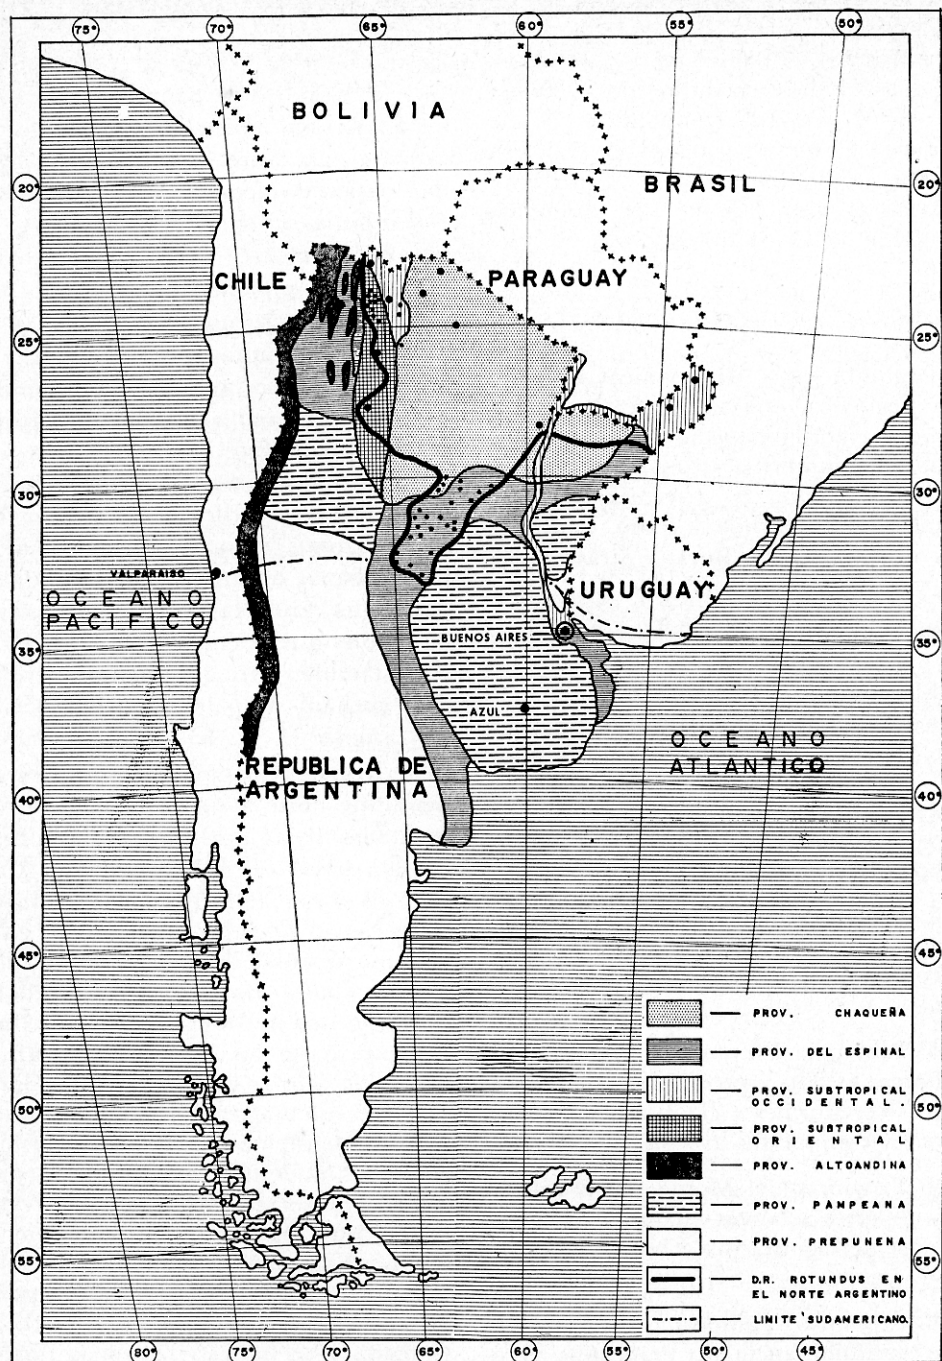 75° 70° 65° 60° 55° 50°
BOLIVIA
20° BRASIL 20°
CHILE PARAGUAY
25° 25°
30° 30°
VALPARAISO
OCEANO
PACIFICO
URUGUAY
BUENOS AIRES
35° 35°
AZUL
OCEANO
ATLANTICO
REPUBLICA DE
ARGENTINA
40° 40°
45° 45°
50° 50°
55° 55°
PROV. CHAQUEÑA
PROV. DEL ESPINAL
PROV. SUBTROPICAL
OCCIDENTAL.
PROV. SUBTROPICAL
ORIENTAL
PROV. ALTOANDINA
PROV. PAMPEANA
PROV. PREPUNENA
D.R. ROTUNDUS EN
EL NORTE ARGENTINO
LIMITE SUDAMERICANO.
80° 75° 70° 65° 60° 55° 50° 45°